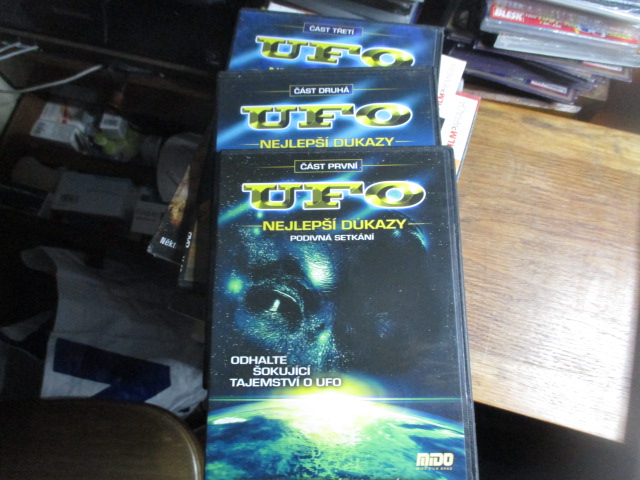 ČÁST TŘETÍ
UFO
ČÁST DRUHÁ
UFO
NEJLEPŠÍ DŮKAZY
ČÁST PRVNÍ
UFO
NEJLEPŠÍ DŮKAZY
PODIVNÁ SETKÁNÍ
ODHALTE
ŠOKUJÍCÍ
TAJEMSTVÍ O UFO
MIDO
BLESK